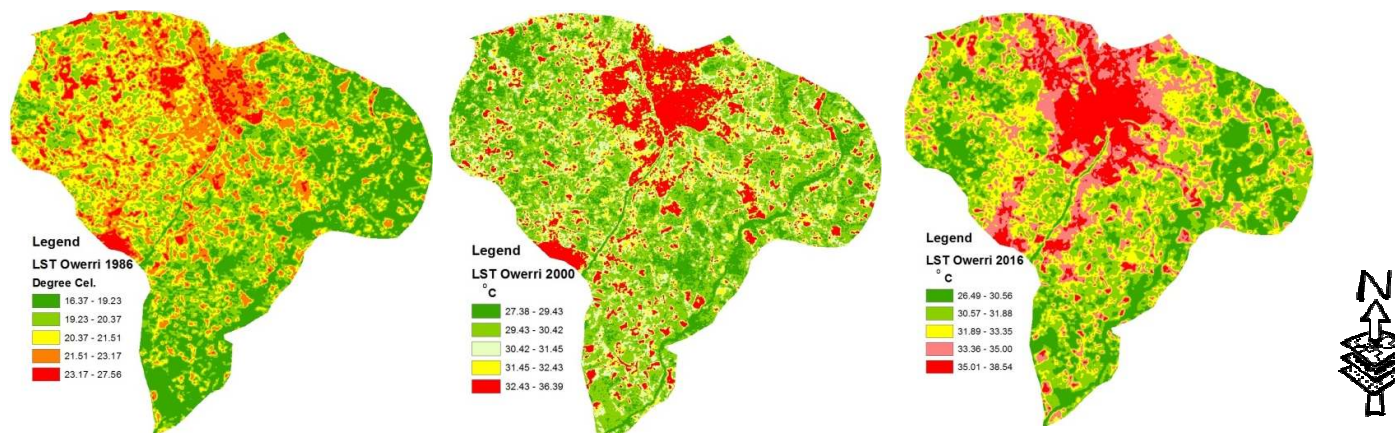 Legend
LST Owerri 1986
Degree Cel.
16.37 - 19.23
19.23 - 20.37
20.37 - 21.51
21.51 - 23.17
23.17 - 27.56
Legend
LST Owerri 2000
° C
27.38 - 29.43
29.43 - 30.42
30.42 - 31.45
31.45 - 32.43
32.43 - 36.39
Legend
LST Owerri 2016
° C
26.49 - 30.56
30.57 - 31.88
31.89 - 33.35
33.36 - 35.00
35.01 - 38.54
N